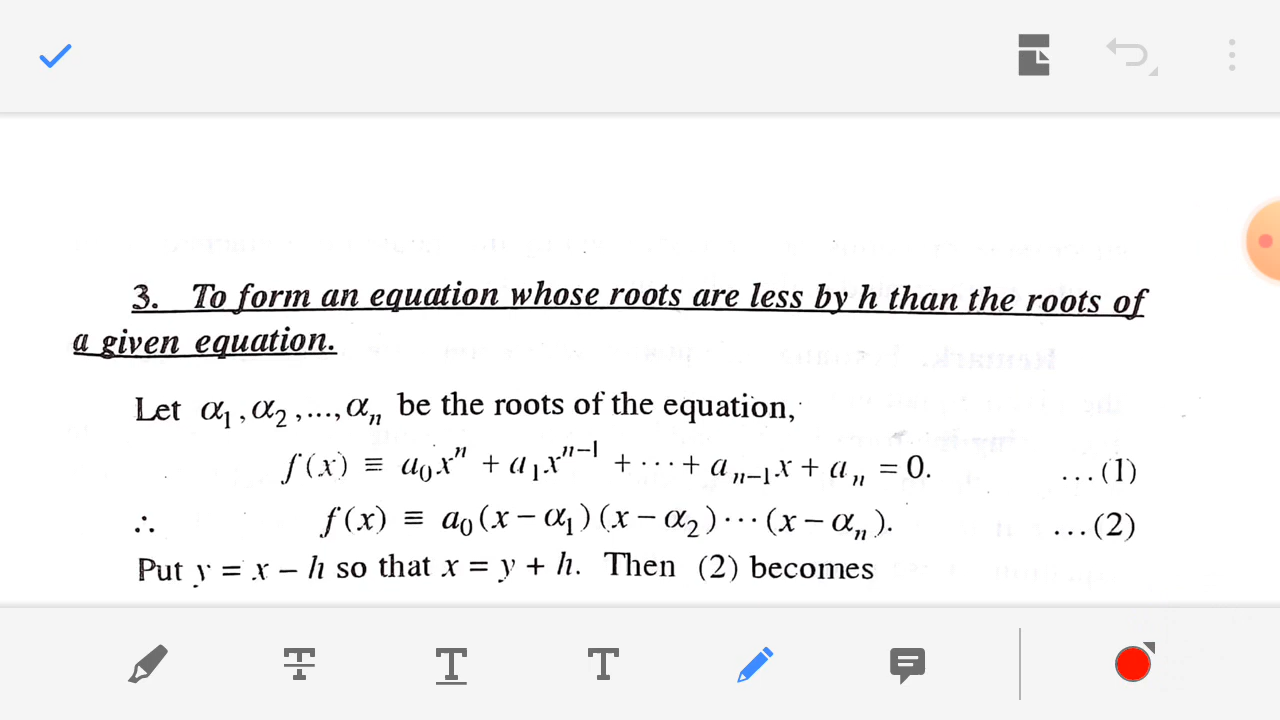 3. To form an equation whose roots are less by h than the roots of
a given equation.
Let α₁, α₂, ..., αₙ be the roots of the equation,
f(x) ≡ a₀xⁿ + a₁xⁿ⁻¹ + ··· + aₙ₋₁x + aₙ = 0. ...(1)
∴ f(x) ≡ a₀(x − α₁)(x − α₂)···(x − αₙ). ...(2)
Put y = x − h so that x = y + h. Then (2) becomes